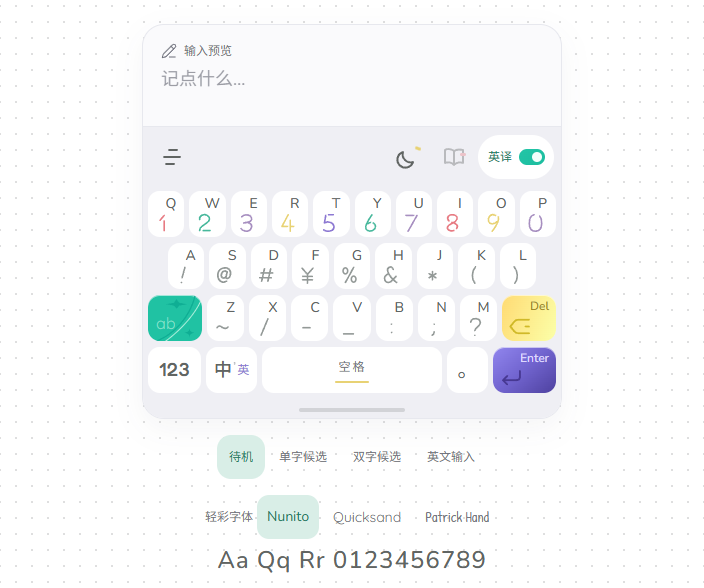 输入预览
记点什么...
英译
Q W E R T Y U I O P
1 2 3 4 5 6 7 8 9 0
A S D F G H J K L
! @ # ¥ % & * ( )
ab Z X C V B N M Del
~ / - _ : ; ?
123 中'英 空格 。 Enter
待机 单字候选 双字候选 英文输入
轻彩字体 Nunito Quicksand Patrick Hand
Aa Qq Rr 0123456789